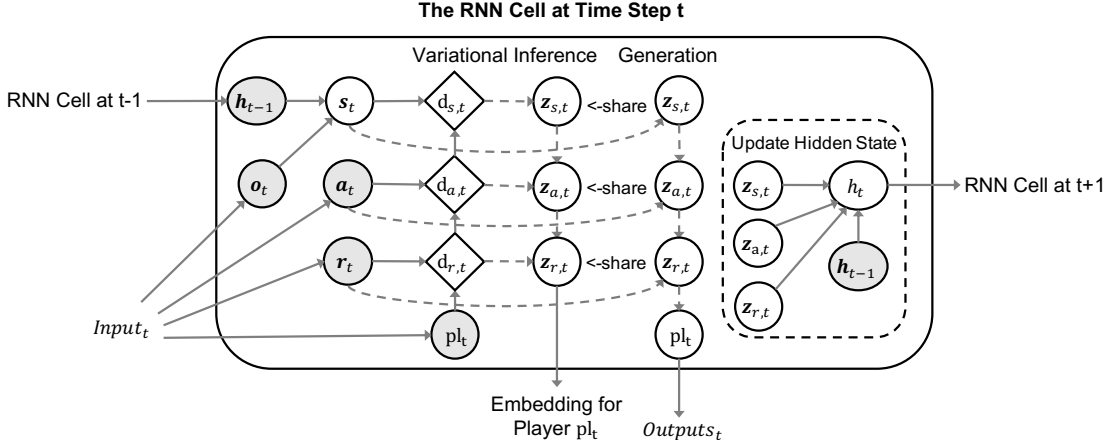 The RNN Cell at Time Step t
Variational Inference Generation
RNN Cell at t-1 h_{t-1} s_t d_{s,t} z_{s,t} <-share z_{s,t}
Update Hidden State
o_t a_t d_{a,t} z_{a,t} <-share z_{a,t} z_{s,t} h_t RNN Cell at t+1
z_{a,t}
r_t d_{r,t} z_{r,t} <-share z_{r,t} h_{t-1}
z_{r,t}
Input_t pl_t pl_t
Embedding for
Player pl_t Outputs_t